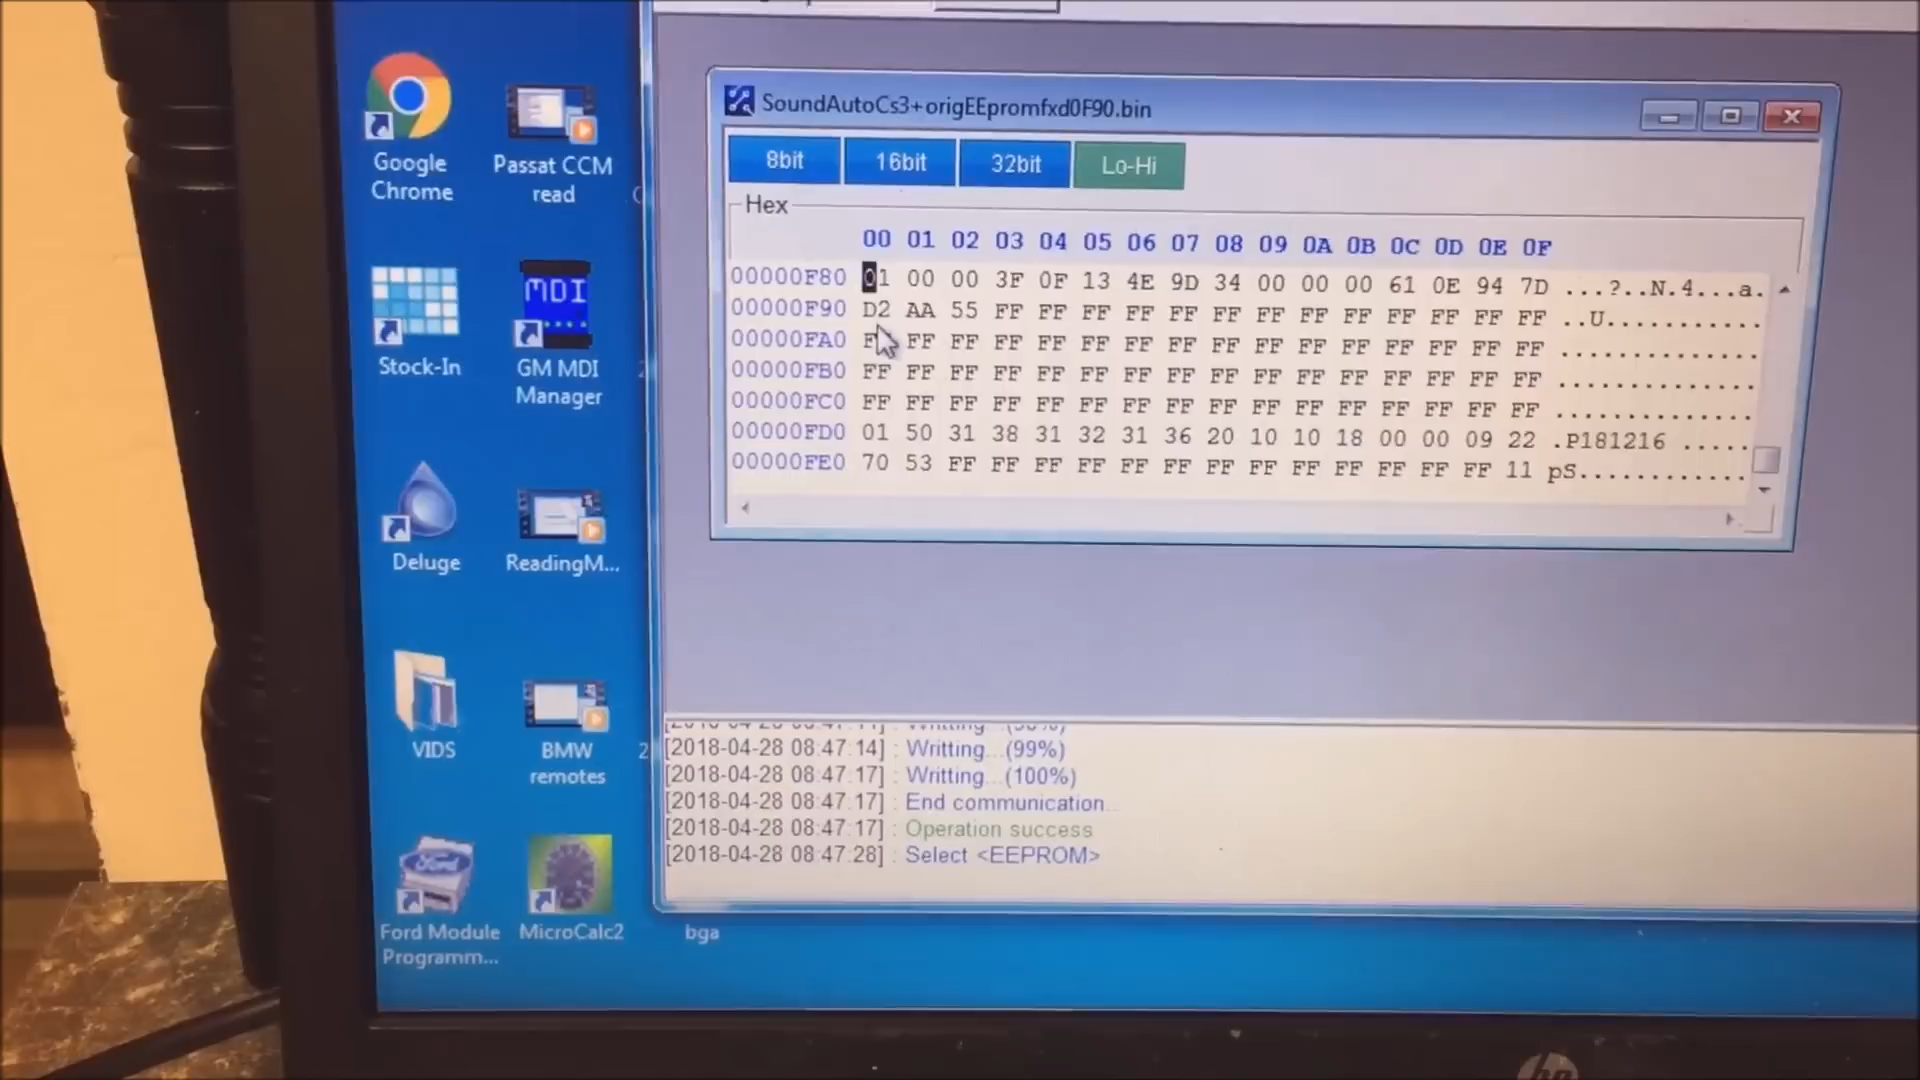 Google
Chrome
Passat CCM
read
Stock-In
MDI
GM MDI
Manager
Deluge
ReadingM...
VIDS
BMW
remotes
Ford
Ford Module
Programm...
MicroCalc2
bga
SoundAutoCs3+origEEpromfxd0F90.bin
8bit 16bit 32bit Lo-Hi
Hex
00 01 02 03 04 05 06 07 08 09 0A 0B 0C 0D 0E 0F
00000F80 01 00 00 3F 0F 13 4E 9D 34 00 00 00 61 0E 94 7D ...?..N.4...a.
00000F90 D2 AA 55 FF FF FF FF FF FF FF FF FF FF FF FF FF ..U.............
00000FA0 FF FF FF FF FF FF FF FF FF FF FF FF FF FF FF ................
00000FB0 FF FF FF FF FF FF FF FF FF FF FF FF FF FF FF FF ................
00000FC0 FF FF FF FF FF FF FF FF FF FF FF FF FF FF FF FF ................
00000FD0 01 50 31 38 31 32 31 36 20 10 10 18 00 00 09 22 .P181216 .....
00000FE0 70 53 FF FF FF FF FF FF FF FF FF FF FF FF FF 11 pS............
[2018-04-28 08:47:14] : Writting...(99%)
[2018-04-28 08:47:17] : Writting...(100%)
[2018-04-28 08:47:17] : End communication...
[2018-04-28 08:47:17] : Operation success
[2018-04-28 08:47:28] : Select <EEPROM>
hp